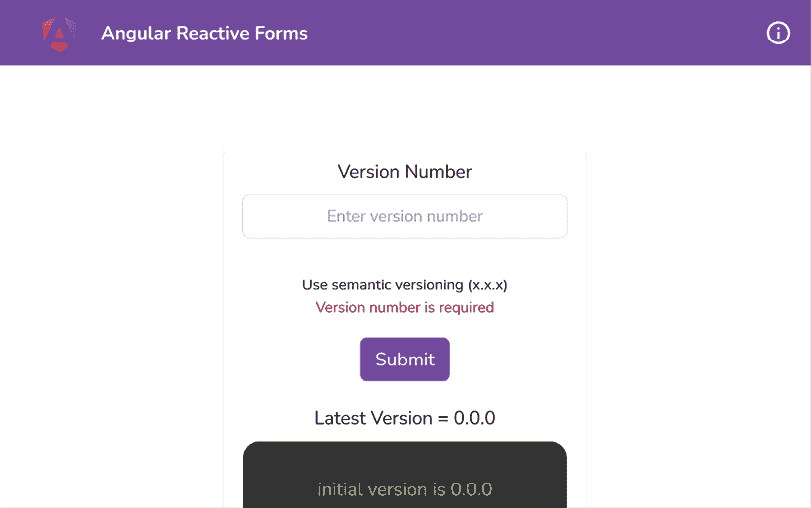 Angular Reactive Forms
Version Number
Enter version number
Use semantic versioning (x.x.x)
Version number is required
Submit
Latest Version = 0.0.0
initial version is 0.0.0